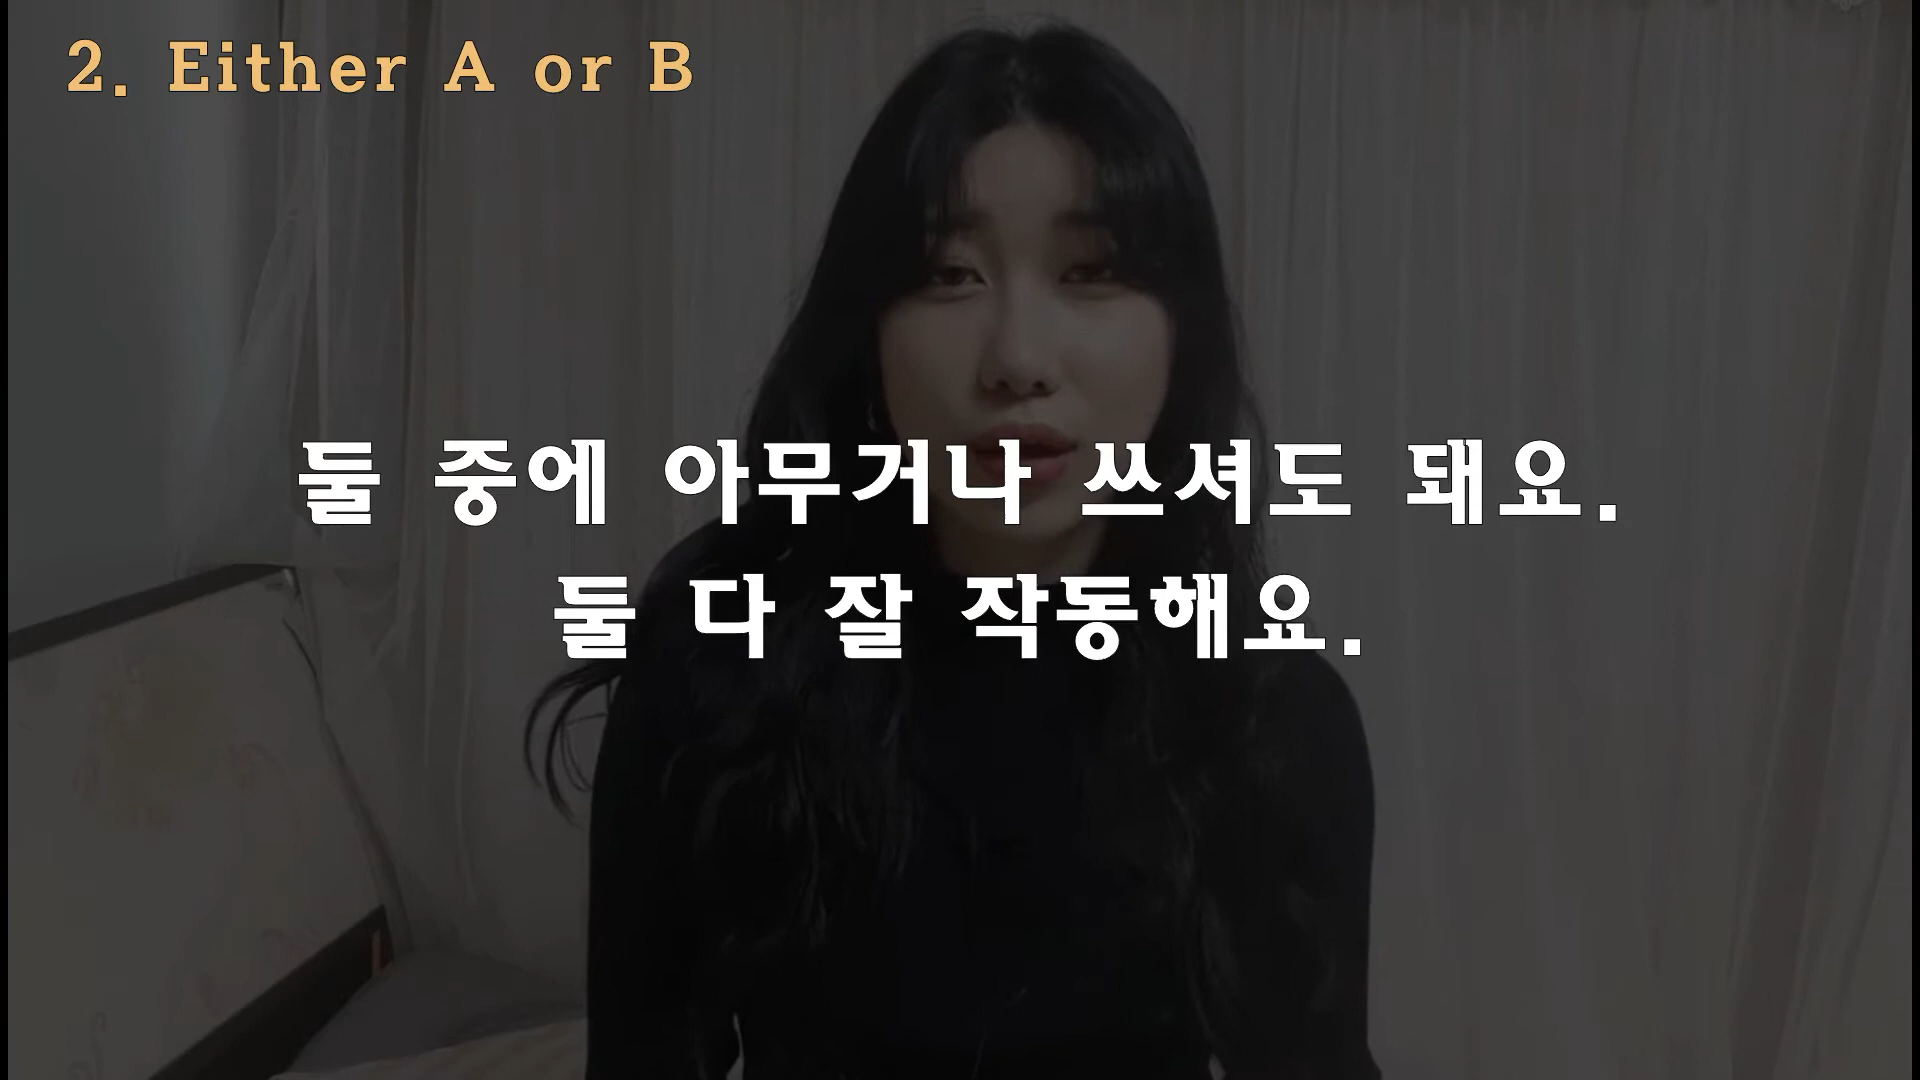 2. Either A or B
둘 중에 아무거나 쓰셔도 돼요.
둘 다 잘 작동해요.